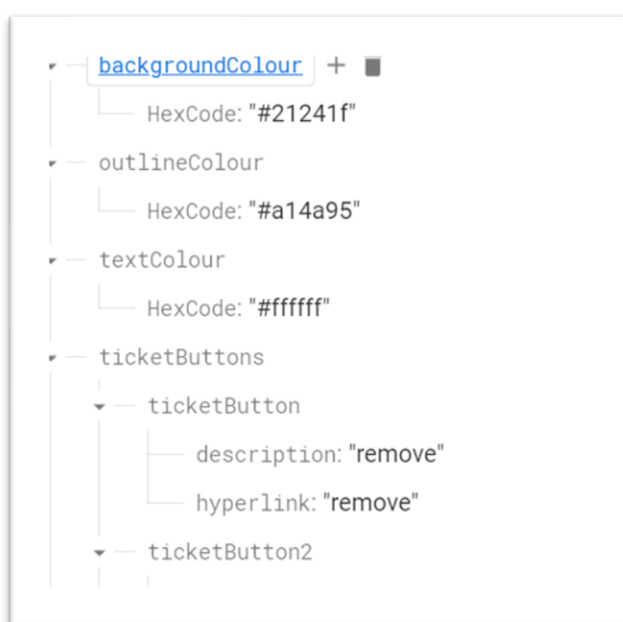 backgroundColour +
HexCode: "#21241f"
outlineColour
HexCode: "#a14a95"
textColour
HexCode: "#ffffff"
ticketButtons
ticketButton
description: "remove"
hyperlink: "remove"
ticketButton2